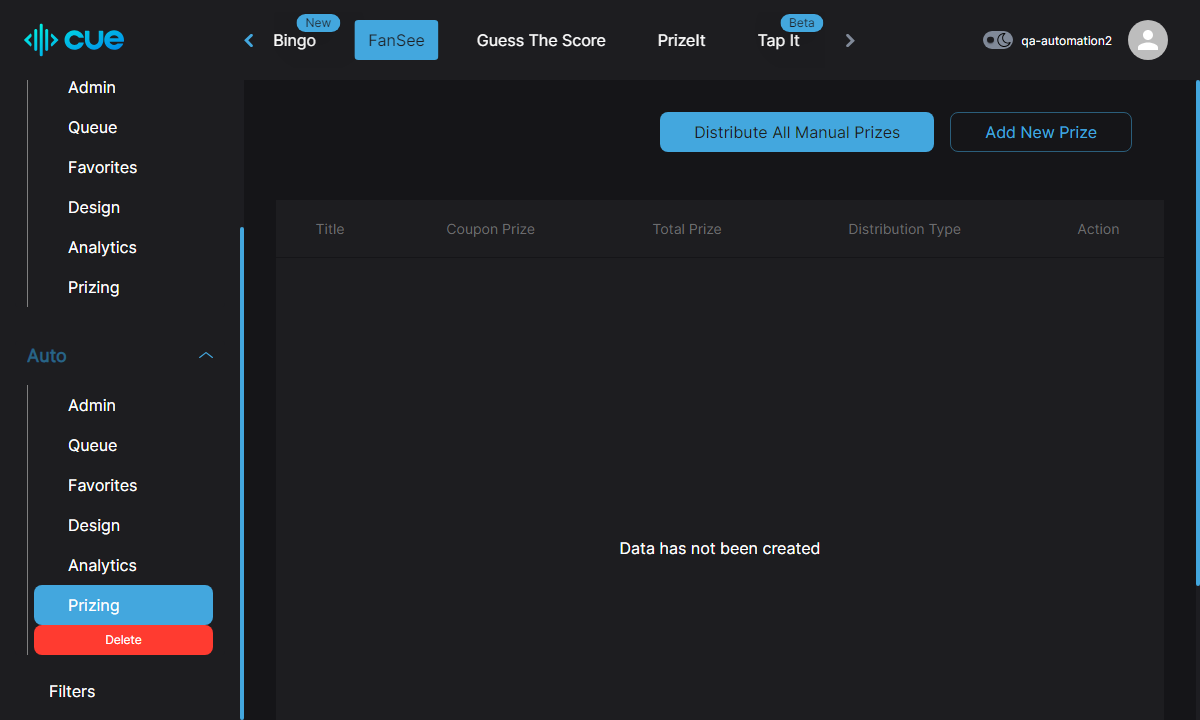 cue
Bingo
New
FanSee
Guess The Score
PrizeIt
Tap It
Beta
qa-automation2
Admin
Queue
Favorites
Design
Analytics
Prizing
Auto
Admin
Queue
Favorites
Design
Analytics
Prizing
Delete
Filters
Distribute All Manual Prizes
Add New Prize
Title
Coupon Prize
Total Prize
Distribution Type
Action
Data has not been created